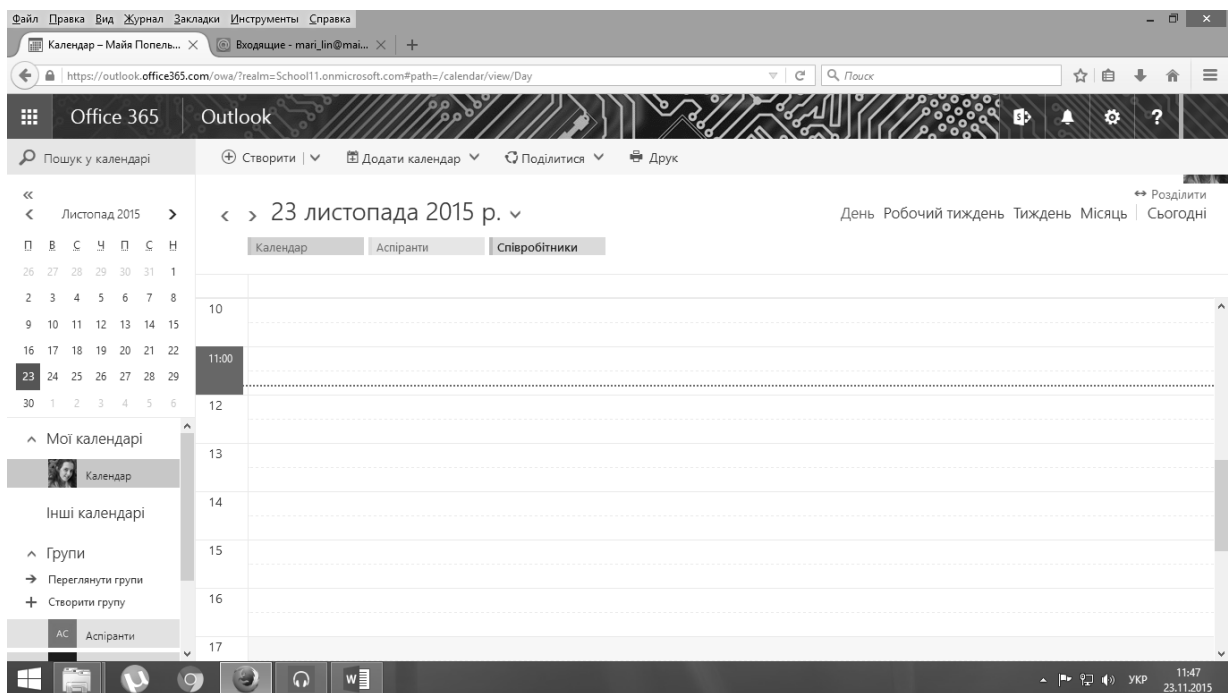 Файл Правка Вид Журнал Закладки Инструменты Справка
Календар – Майя Попель... Входящие - mari_lin@mai...
https://outlook.office365.com/owa/?realm=School11.onmicrosoft.com#path=/calendar/view/Day Поиск
Office 365 Outlook ?
Пошук у календарі Створити Додати календар Поділитися Друк
Розділити
Листопад 2015 23 листопада 2015 р. День Робочий тиждень Тиждень Місяць Сьогодні
П В С Ч П С Н Календар Аспіранти Співробітники
26 27 28 29 30 31 1
2 3 4 5 6 7 8
9 10 11 12 13 14 15
16 17 18 19 20 21 22
23 24 25 26 27 28 29
30 1 2 3 4 5 6
Мої календарі
Календар
Інші календарі
Групи
Переглянути групи
Створити групу
АС Аспіранти
10
11:00
12
13
14
15
16
17
УКР 11:47
23.11.2015